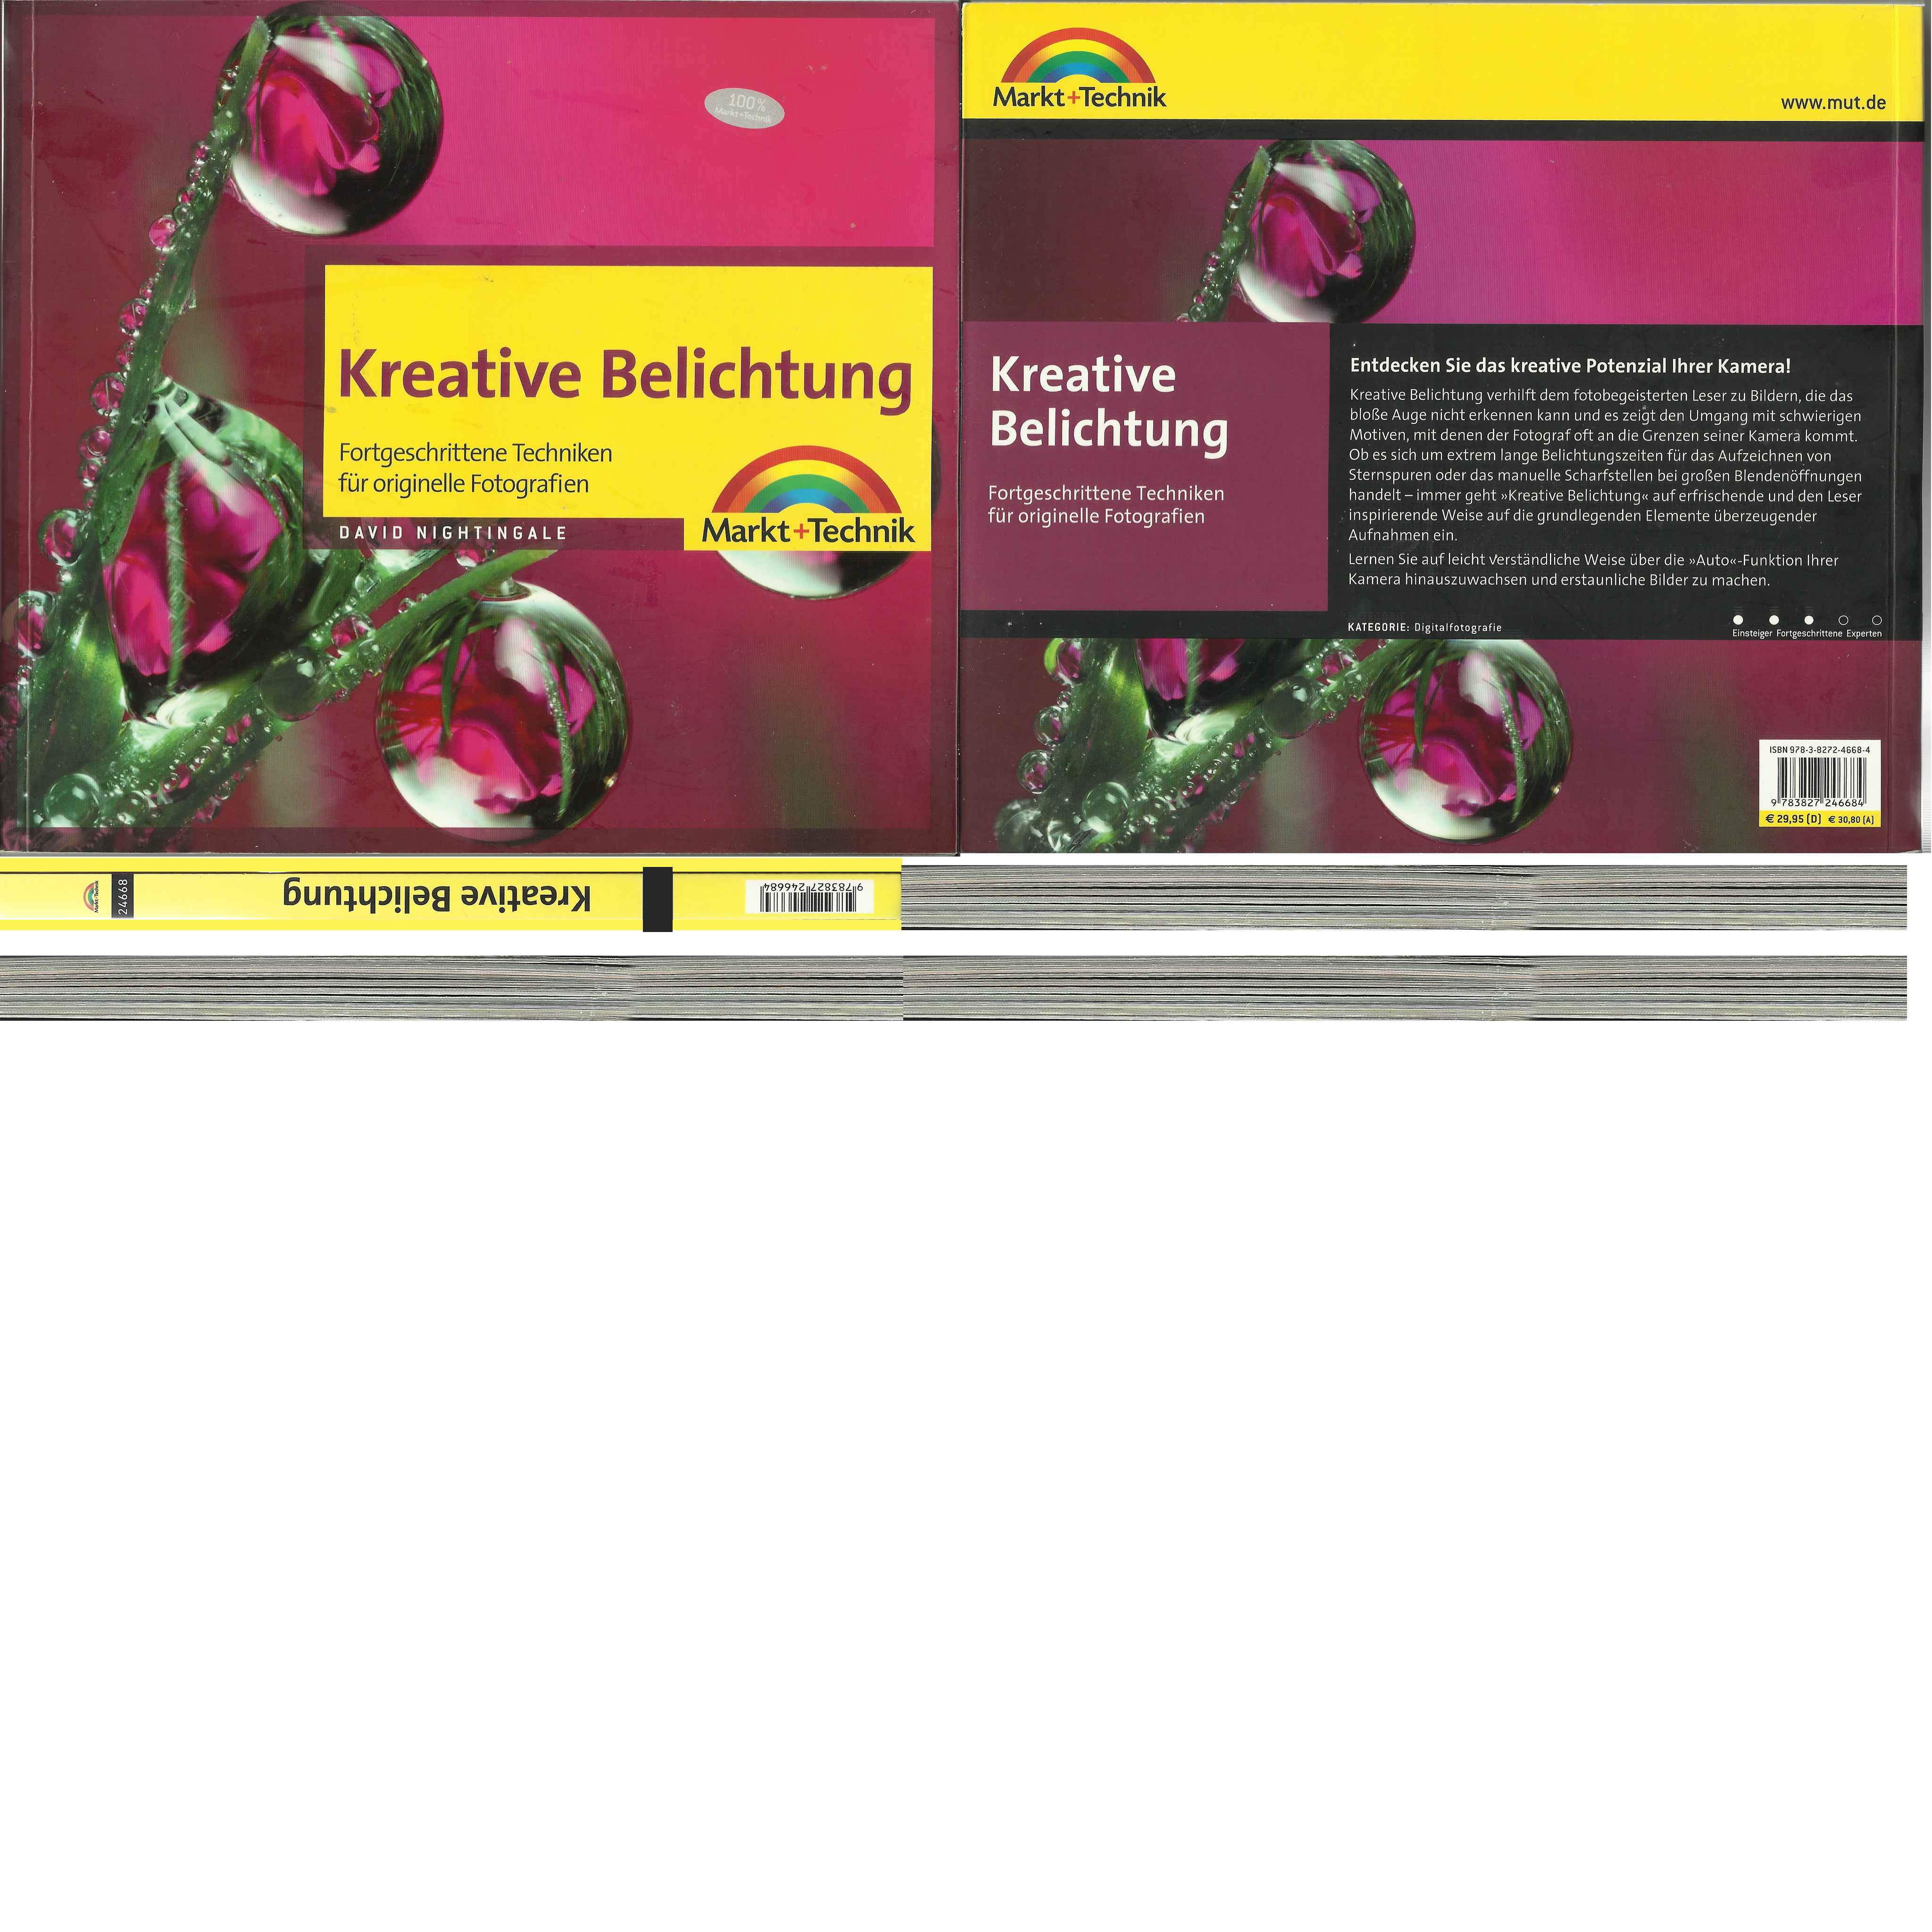 100%
Markt+Technik
Kreative Belichtung
Fortgeschrittene Techniken
für originelle Fotografien
DAVID NIGHTINGALE
Markt+Technik
Markt+Technik
www.mut.de
Kreative
Belichtung
Fortgeschrittene Techniken
für originelle Fotografien
Entdecken Sie das kreative Potenzial Ihrer Kamera!
Kreative Belichtung verhilft dem fotobegeisterten Leser zu Bildern, die das
bloße Auge nicht erkennen kann und es zeigt den Umgang mit schwierigen
Motiven, mit denen der Fotograf oft an die Grenzen seiner Kamera kommt.
Ob es sich um extrem lange Belichtungszeiten für das Aufzeichnen von
Sternspuren oder das manuelle Scharfstellen bei großen Blendenöffnungen
handelt – immer geht »Kreative Belichtung« auf erfrischende und den Leser
inspirierende Weise auf die grundlegenden Elemente überzeugender
Aufnahmen ein.
Lernen Sie auf leicht verständliche Weise über die »Auto«-Funktion Ihrer
Kamera hinauszuwachsen und erstaunliche Bilder zu machen.
KATEGORIE: Digitalfotografie
Einsteiger Fortgeschrittene Experten
ISBN 978-3-8272-4668-4
9 783827 246684
€ 29,95 (D) € 30,80 (A)
Markt+Technik
24668
Kreative Belichtung
9 783827 246684